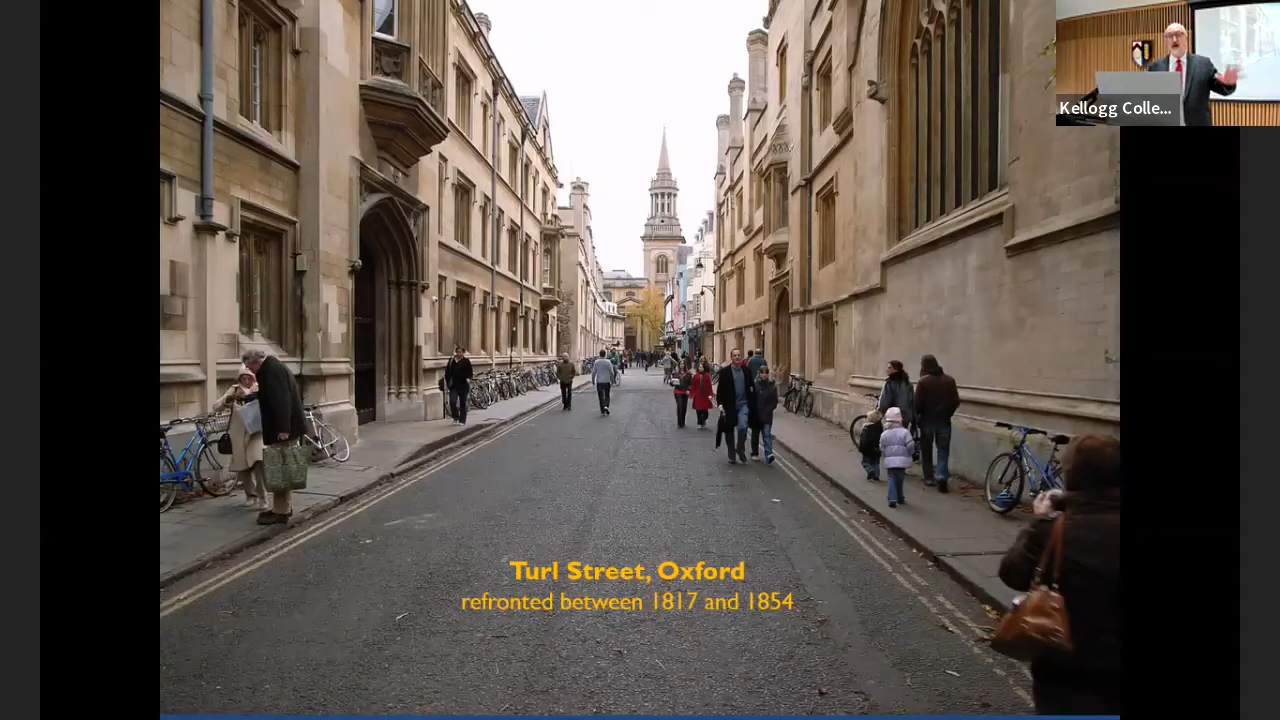 Kellogg Colle...
Turl Street, Oxford
refronted between 1817 and 1854